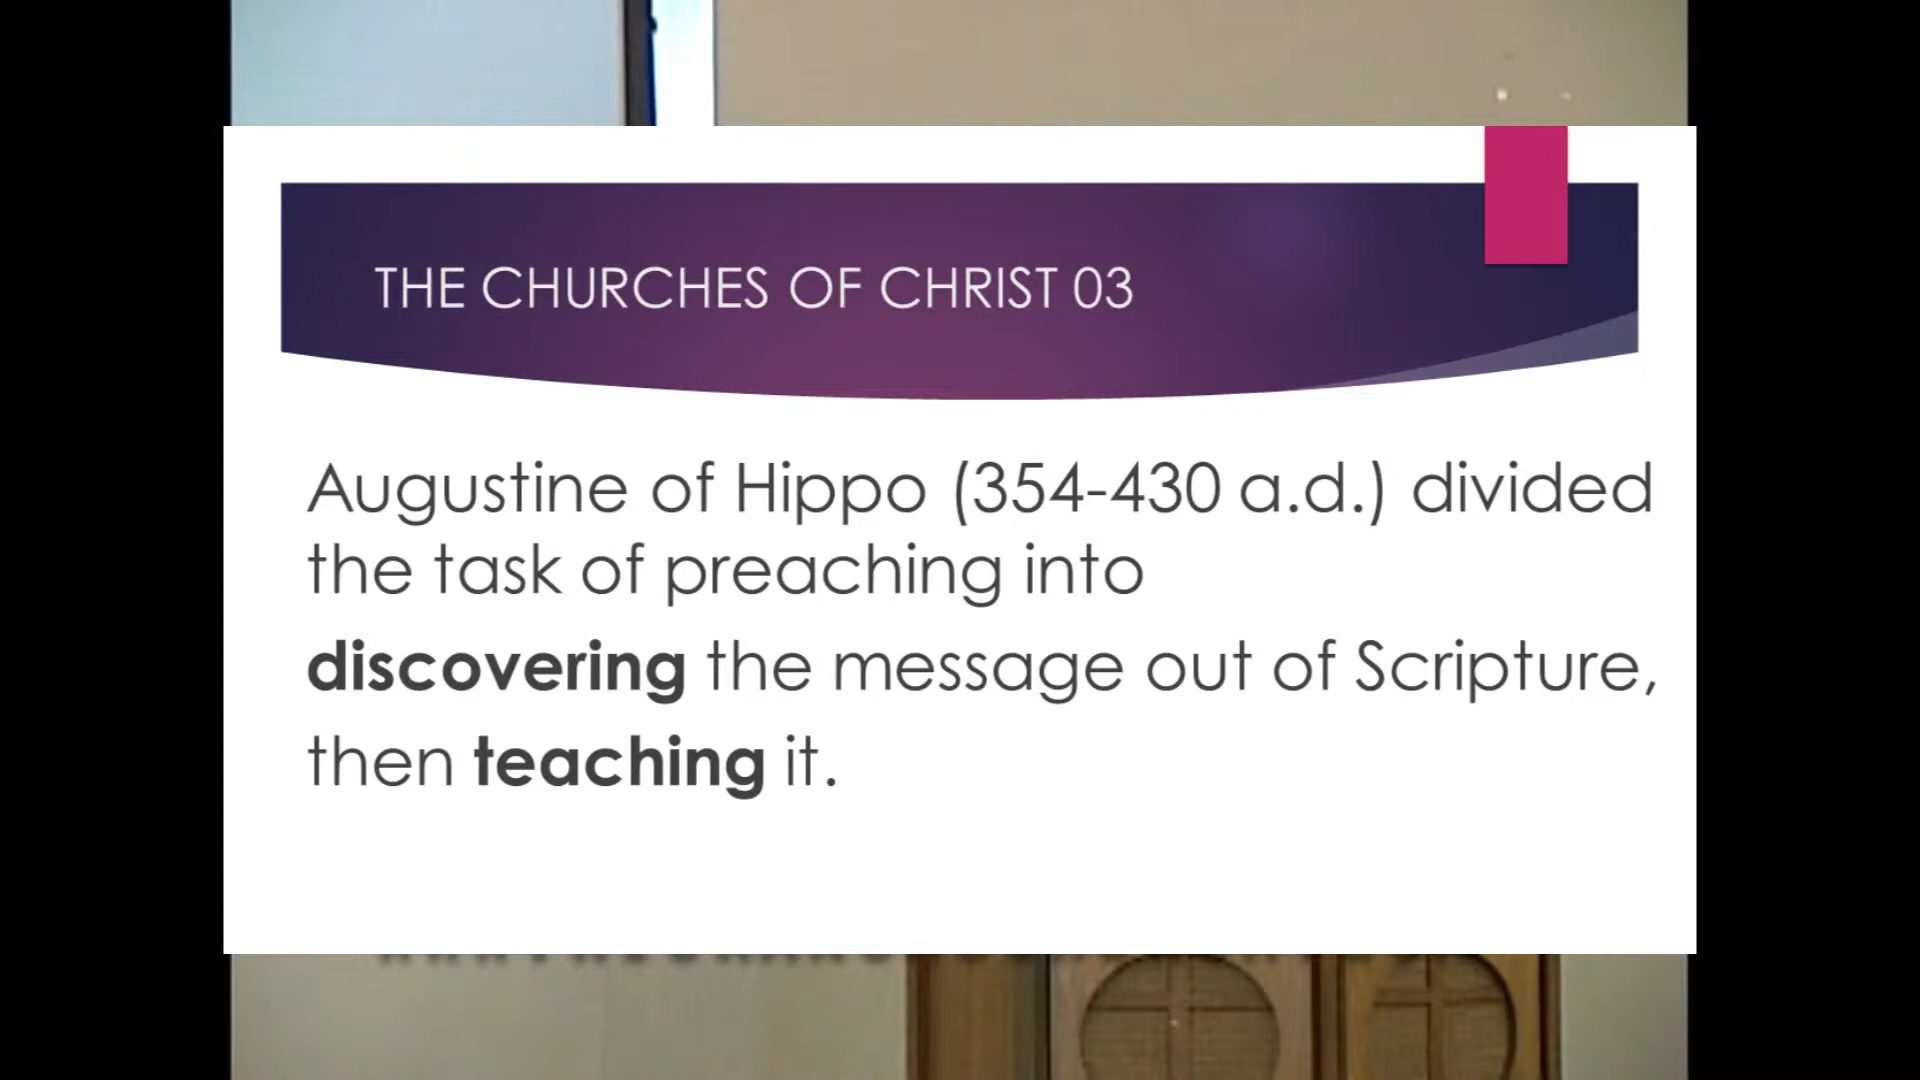 THE CHURCHES OF CHRIST 03
Augustine of Hippo (354-430 a.d.) divided
the task of preaching into
discovering the message out of Scripture,
then teaching it.